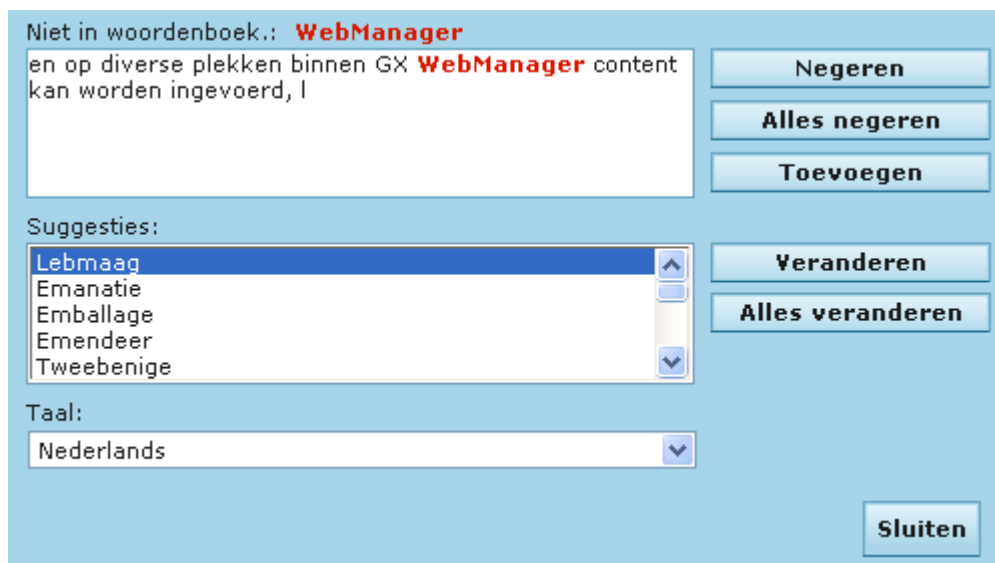 Niet in woordenboek.: WebManager
en op diverse plekken binnen GX WebManager content
kan worden ingevoerd, l
Negeren
Alles negeren
Toevoegen
Suggesties:
Lebmaag
Emanatie
Emballage
Emendeer
Tweebenige
Veranderen
Alles veranderen
Taal:
Nederlands
Sluiten